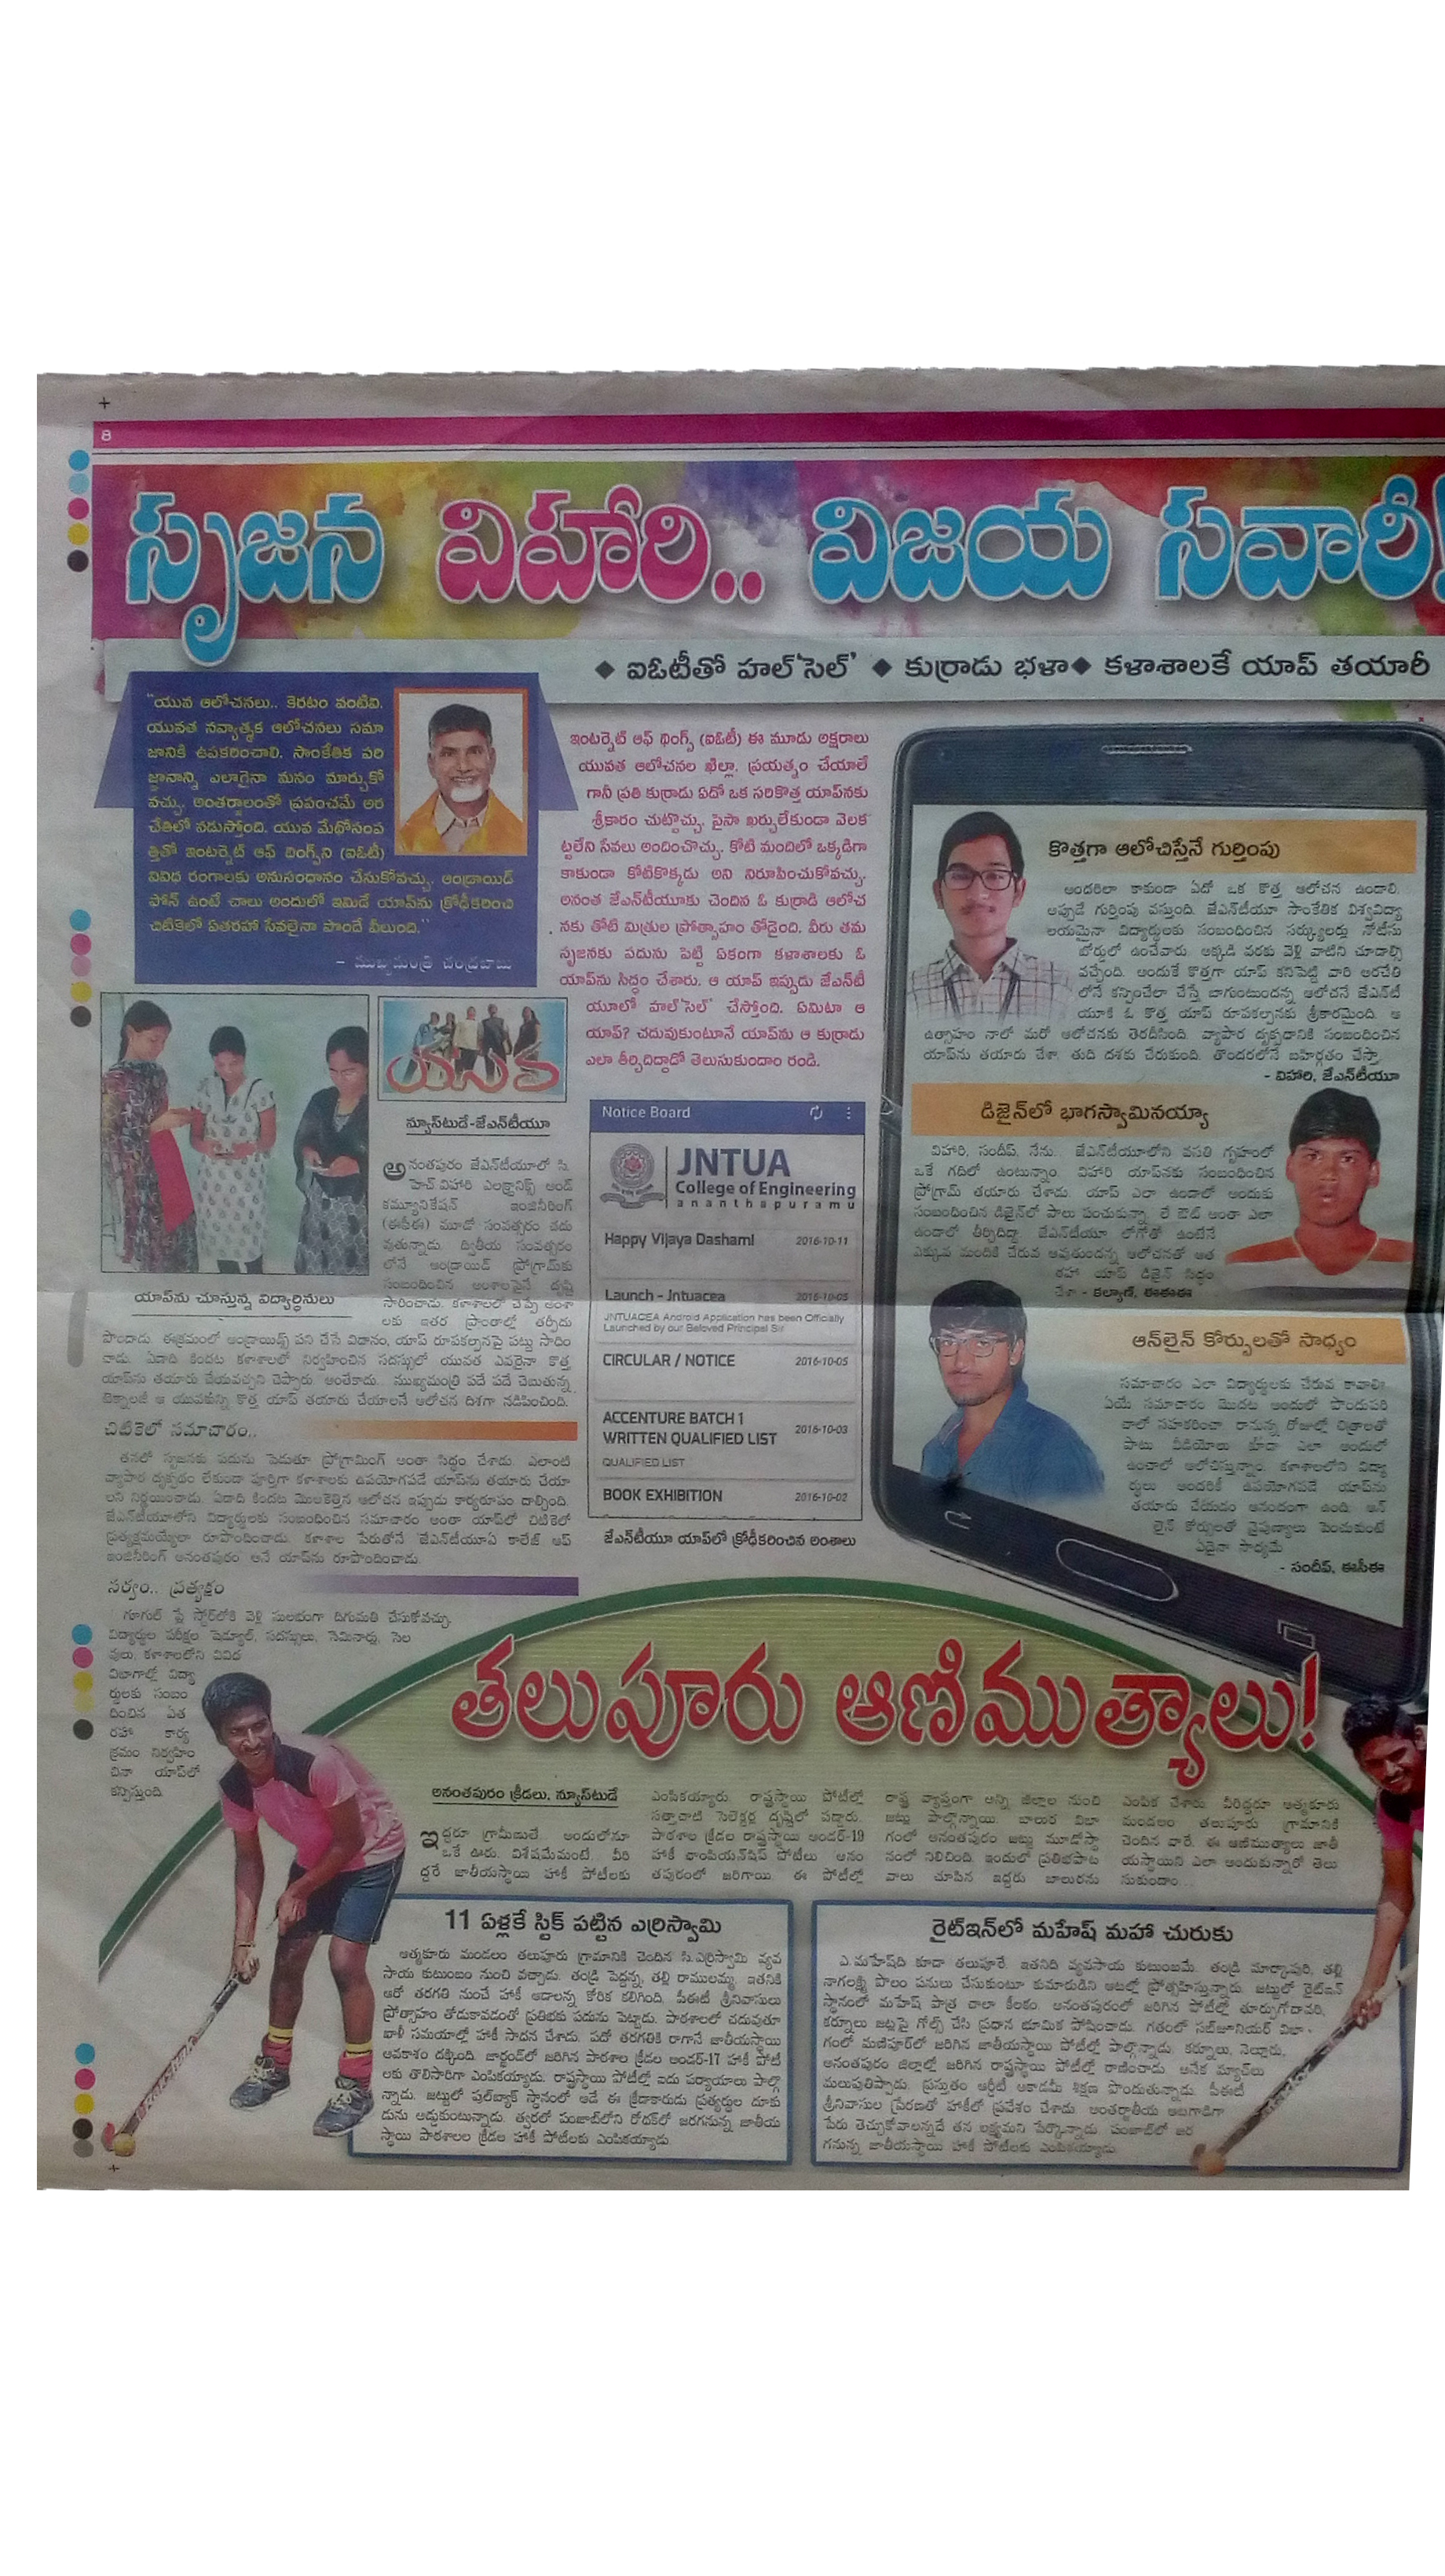 8
సృజన విహారి.. విజయ సవారీ!
◆ ఐఓటీతో హల్‌‘సెల్‌’ ◆ కుర్రాడు భళా ◆ కళాశాలకే యాప్‌ తయారీ
“యువ ఆలోచనలు.. కెరటం వంటివి.
యువత నవ్యాత్మక ఆలోచనలు సమా
జానికి ఉపకరించాలి. సాంకేతిక పరి
జ్ఞానాన్ని ఎలాగైనా మనం మార్చుకో
వచ్చు. అంతర్జాలంతో ప్రపంచమే అర
చేతిలో నడుస్తోంది. యువ మేథోసంప
త్తితో ఇంటర్నెట్‌ ఆఫ్‌ థింగ్స్‌ని (ఐఓటీ)
వివిధ రంగాలకు అనుసంధానం చేసుకోవచ్చు. ఆండ్రాయిడ్‌
ఫోన్‌ ఉంటే చాలు అందులో ఇమిడే యాప్‌ను క్రోఢీకరించి
చిటికెలో ఏతరహా సేవలైనా పొందే వీలుంది.’’
– ముఖ్యమంత్రి చంద్రబాబు
ఇంటర్నెట్‌ ఆఫ్‌ థింగ్స్‌ (ఐఓటీ) ఈ మూడు అక్షరాలు
యువత ఆలోచనల ఖిల్లా. ప్రయత్నం చేయాలే
గానీ ప్రతి కుర్రాడు ఏదో ఒక సరికొత్త యాప్‌నకు
శ్రీకారం చుట్టొచ్చు. పైసా ఖర్చులేకుండా వెలక
ట్టలేని సేవలు అందించొచ్చు. కోటి మందిలో ఒక్కడిగా
కాకుండా కోటికొక్కడు అని నిరూపించుకోవచ్చు.
అనంత జేఎన్‌టీయూకు చెందిన ఓ కుర్రాడి ఆలోచ
నకు తోటి మిత్రుల ప్రోత్సాహం తోడైంది. వీరు తమ
సృజనకు పదును పెట్టి ఏకంగా కళాశాలకు ఓ
యాప్‌ను సిద్ధం చేశారు. ఆ యాప్‌ ఇప్పుడు జేఎన్‌టీ
యూలో హల్‌‘సెల్‌’ చేస్తోంది. ఏమిటా ఆ
యాప్‌? చదువుకుంటూనే యాప్‌ను ఆ కుర్రాడు
ఎలా తీర్చిదిద్దాడో తెలుసుకుందాం రండి.
యువ
న్యూస్‌టుడే-జేఎన్‌టీయూ
యాప్‌ను చూస్తున్న విద్యార్థినులు
అనంతపురం జేఎన్‌టీయూలో సి.
హెచ్‌.విహారి ఎలక్ట్రానిక్స్‌ అండ్‌
కమ్యూనికేషన్‌ ఇంజినీరింగ్‌
(ఈసీఈ) మూడో సంవత్సరం చదు
వుతున్నాడు. ద్వితీయ సంవత్సరం
లోనే ఆండ్రాయిడ్‌ ప్రోగ్రామ్‌కు
సంబంధించిన అంశాలపైనే దృష్టి
సారించాడు. కళాశాలలో చెప్పే అంశా
లకు ఇతర ప్రాంతాల్లో తర్ఫీదు
పొందాడు. ఈక్రమంలో ఆండ్రాయిడ్స్‌ పని చేసే విధానం, యాప్‌ రూపకల్పనపై పట్టు సాధిం
చాడు. ఏడాది కిందట కళాశాలలో నిర్వహించిన సదస్సులో యువత ఎవరైనా కొత్త
యాప్‌ను తయారు చేయవచ్చని చెప్పారు. అంతేకాదు.. ముఖ్యమంత్రి పదే పదే చెబుతున్న
టెక్నాలజీ ఆ యువకున్ని కొత్త యాప్‌ తయారు చేయాలనే ఆలోచన దిశగా నడిపించింది.
చిటికెలో సమాచారం..
తనలో సృజనకు పదును పెడుతూ ప్రోగ్రామింగ్‌ అంతా సిద్ధం చేశాడు. ఎలాంటి
వ్యాపార దృక్పథం లేకుండా పూర్తిగా కళాశాలకు ఉపయోగపడే యాప్‌ను తయారు చేయా
లని నిర్ణయించాడు. ఏడాది కిందట మొలకెత్తిన ఆలోచన ఇప్పుడు కార్యరూపం దాల్చింది.
జేఎన్‌టీయూలోని విద్యార్థులకు సంబంధించిన సమాచారం అంతా యాప్‌లో చిటికెలో
ప్రత్యక్షమయ్యేలా రూపొందించాడు. కళాశాల పేరుతోనే ‘జేఎన్‌టీయూఏ కాలేజ్‌ ఆఫ్‌
ఇంజినీరింగ్‌ అనంతపురం’ అనే యాప్‌ను రూపొందించాడు.
సర్వం.. ప్రత్యక్షం
గూగుల్‌ ప్లే స్టోర్‌లోకి వెళ్లి సులభంగా దిగుమతి చేసుకోవచ్చు.
విద్యార్థుల పరీక్షల షెడ్యూల్‌, సదస్సులు, సెమినార్లు, సెల
వులు, కళాశాలలోని వివిధ
విభాగాల్లో విద్యా
ర్థులకు సంబం
ధించిన ఏత
రహా కార్య
క్రమం నిర్వహిం
చినా యాప్‌లో
కన్పిస్తుంది.
Notice Board
JNTUA
College of Engineering
ananthapuramu
Happy Vijaya Dashami 2016-10-11
Launch - Jntuacea 2016-10-05
JNTUACEA Android Application has been Officially
Launched by our Beloved Principal Sir
CIRCULAR / NOTICE 2016-10-05
ACCENTURE BATCH 1
WRITTEN QUALIFIED LIST 2016-10-03
QUALIFIED LIST
BOOK EXHIBITION 2016-10-02
జేఎన్‌టీయూ యాప్‌లో క్రోఢీకరించిన అంశాలు
కొత్తగా ఆలోచిస్తేనే గుర్తింపు
అందరిలా కాకుండా ఏదో ఒక కొత్త ఆలోచన ఉండాలి.
అప్పుడే గుర్తింపు వస్తుంది. జేఎన్‌టీయూ సాంకేతిక విశ్వవిద్యా
లయమైనా విద్యార్థులకు సంబంధించిన సర్క్యులర్లు నోటీసు
బోర్డులో ఉంచేవారు. అక్కడి వరకు వెళ్లి వాటిని చూడాల్సి
వచ్చేది. అందుకే కొత్తగా యాప్‌ కనిపెట్టి వారి అరచేతి
లోనే కన్పించేలా చేస్తే బాగుంటుందన్న ఆలోచనే జేఎన్‌టీ
యూకి ఓ కొత్త యాప్‌ రూపకల్పనకు శ్రీకారమైంది. ఆ
ఉత్సాహం నాలో మరో ఆలోచనకు తెరదీసింది. వ్యాపార దృక్పథానికి సంబంధించిన
యాప్‌ను తయారు చేశా. తుది దశకు చేరుకుంది. తొందరలోనే బహిర్గతం చేస్తా.
- విహారి, జేఎన్‌టీయూ
డిజైన్‌లో భాగస్వామినయ్యా
విహారి, సందీప్‌, నేను.. జేఎన్‌టీయూలోని వసతి గృహంలో
ఒకే గదిలో ఉంటున్నాం. విహారి యాప్‌నకు సంబంధించిన
ప్రోగ్రామ్‌ తయారు చేశాడు. యాప్‌ ఎలా ఉండాలో అందుకు
సంబంధించిన డిజైన్‌లో పాలు పంచుకున్నా. లే ఔట్‌ అంతా ఎలా
ఉండాలో తీర్చిదిద్దా. జేఎన్‌టీయూ లోగోతో ఉంటేనే
ఎక్కువ మందికి చేరువ అవుతుందన్న ఆలోచనతో ఆత
రహా యాప్‌ డిజైన్‌ సిద్ధం
చేశా - కల్యాణ్‌, ఈఈఈ
ఆన్‌లైన్‌ కోర్సులతో సాధ్యం
సమాచారం ఎలా విద్యార్థులకు చేరువ కావాలి?
ఏయే సమాచారం మొదట అందులో పొందుపరి
చాలో సహకరించా. రానున్న రోజుల్లో చిత్రాలతో
పాటు వీడియోలు కూడా ఎలా అందులో
ఉంచాలో ఆలోచిస్తున్నాం. కళాశాలలోని విద్యా
ర్థులు అందరికీ ఉపయోగపడే యాప్‌ను
తయారు చేయడం ఆనందంగా ఉంది. ఆన్‌
లైన్‌ కోర్సులతో నైపుణ్యాలు పెంచుకుంటే
ఏదైనా సాధ్యమే
- సందీప్‌, ఈసీఈ
తలుపూరు ఆణిముత్యాలు!
అనంతపురం క్రీడలు, న్యూస్‌టుడే
ఇద్దరూ గ్రామీణులే.. అందులోనూ
ఒకే ఊరు. విశేషమేమంటే.. వీరి
ద్దరే జాతీయస్థాయి హాకీ పోటీలకు
ఎంపికయ్యారు. రాష్ట్రస్థాయి పోటీల్లో
సత్తాచాటి సెలెక్టర్ల దృష్టిలో పడ్డారు.
పాఠశాల క్రీడల రాష్ట్రస్థాయి అండర్‌-19
హాకీ ఛాంపియన్‌షిప్‌ పోటీలు అనం
తపురంలో జరిగాయి. ఈ పోటీల్లో
రాష్ట్ర వ్యాప్తంగా అన్ని జిల్లాల నుంచి
జట్లు పాల్గొన్నాయి. బాలుర విభా
గంలో అనంతపురం జట్టు మూడోస్థా
నంలో నిలిచింది. ఇందులో ప్రతిభాపాట
వాలు చూపిన ఇద్దరు బాలురను
ఎంపిక చేశారు. వీరిద్దరూ ఆత్మకూరు
మండలం తలుపూరు గ్రామానికి
చెందిన వారే. ఈ ఆణిముత్యాలు జాతీ
యస్థాయిని ఎలా అందుకున్నారో తెలు
సుకుందాం...
11 ఏళ్లకే స్టిక్‌ పట్టిన ఎర్రిస్వామి
ఆత్మకూరు మండలం తలుపూరు గ్రామానికి చెందిన సి.ఎర్రిస్వామి వ్యవ
సాయ కుటుంబం నుంచి వచ్చాడు. తండ్రి పెద్దన్న, తల్లి రాములమ్మ. ఇతనికి
ఆరో తరగతి నుంచే హాకీ ఆడాలన్న కోరిక కలిగింది. పీఈటీ శ్రీనివాసులు
ప్రోత్సాహం తోడుకావడంతో ప్రతిభకు పదును పెట్టాడు. పాఠశాలలో చదువుతూ
ఖాళీ సమయాల్లో హాకీ సాధన చేశాడు. పదో తరగతికి రాగానే జాతీయస్థాయి
అవకాశం దక్కింది. జార్ఖండ్‌లో జరిగిన పాఠశాల క్రీడల అండర్‌-17 హాకీ పోటీ
లకు తొలిసారిగా ఎంపికయ్యాడు. రాష్ట్రస్థాయి పోటీల్లో ఐదు పర్యాయాలు పాల్గొ
న్నాడు. జట్టులో ఫుల్‌బ్యాక్‌ స్థానంలో ఆడే ఈ క్రీడాకారుడు ప్రత్యర్థుల దూకు
డును అడ్డుకుంటున్నాడు. త్వరలో పంజాబ్‌లోని రోడ్‌లో జరగనున్న జాతీయ
స్థాయి పాఠశాలల క్రీడల హాకీ పోటీలకు ఎంపికయ్యాడు
రైట్‌ఇన్‌లో మహేష్‌ మహా చురుకు
ఎ.మహేష్‌ది కూడా తలుపూరే. ఇతనిది వ్యవసాయ కుటుంబమే. తండ్రి మార్కాపురి, తల్లి
నాగలక్ష్మి పొలం పనులు చేసుకుంటూ కుమారుడిని ఆటల్లో ప్రోత్సహిస్తున్నారు. జట్టులో రైట్‌ఇన్‌
స్థానంలో మహేష్‌ పాత్ర చాలా కీలకం. అనంతపురంలో జరిగిన పోటీల్లో తూర్పుగోదావరి,
కర్నూలు జట్లపై గోల్స్‌ చేసి ప్రధాన భూమిక పోషించాడు. గతంలో సబ్‌జూనియర్‌ విభా
గంలో మణిపూర్‌లో జరిగిన జాతీయస్థాయి పోటీల్లో పాల్గొన్నాడు. కర్నూలు, నెల్లూరు,
అనంతపురం జిల్లాల్లో జరిగిన రాష్ట్రస్థాయి పోటీల్లో రాణించాడు. అనేక మ్యాచ్‌లు
మలుపుతిప్పాడు. ప్రస్తుతం ఆర్డీటీ అకాడమీ శిక్షణ పొందుతున్నాడు. పీఈటీ
శ్రీనివాసుల ప్రేరణతో హాకీలో ప్రవేశం చేశాడు. అంతర్జాతీయ ఆటగాడిగా
పేరు తెచ్చుకోవాలన్నదే తన లక్ష్యమని పేర్కొన్నాడు. పంజాబ్‌లో జర
గనున్న జాతీయస్థాయి హాకీ పోటీలకు ఎంపికయ్యాడు.